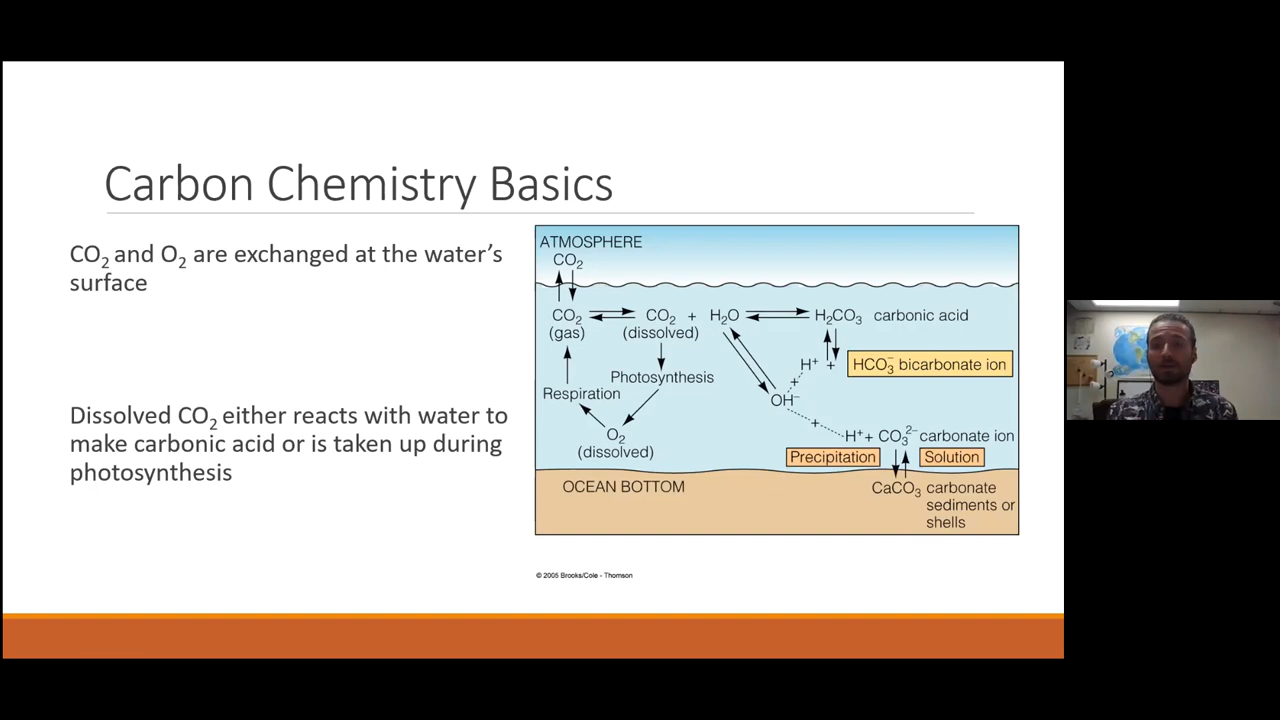 Carbon Chemistry Basics
CO₂ and O₂ are exchanged at the water’s
surface
Dissolved CO₂ either reacts with water to
make carbonic acid or is taken up during
photosynthesis
ATMOSPHERE
CO₂
CO₂ (gas)
CO₂ + H₂O
(dissolved)
H₂CO₃ carbonic acid
H⁺ + HCO₃⁻ bicarbonate ion
+
Photosynthesis
Respiration
OH⁻
+
O₂
(dissolved)
H⁺+ CO₃²⁻ carbonate ion
Precipitation
Solution
OCEAN BOTTOM
CaCO₃ carbonate
sediments or
shells
© 2005 Brooks/Cole - Thomson